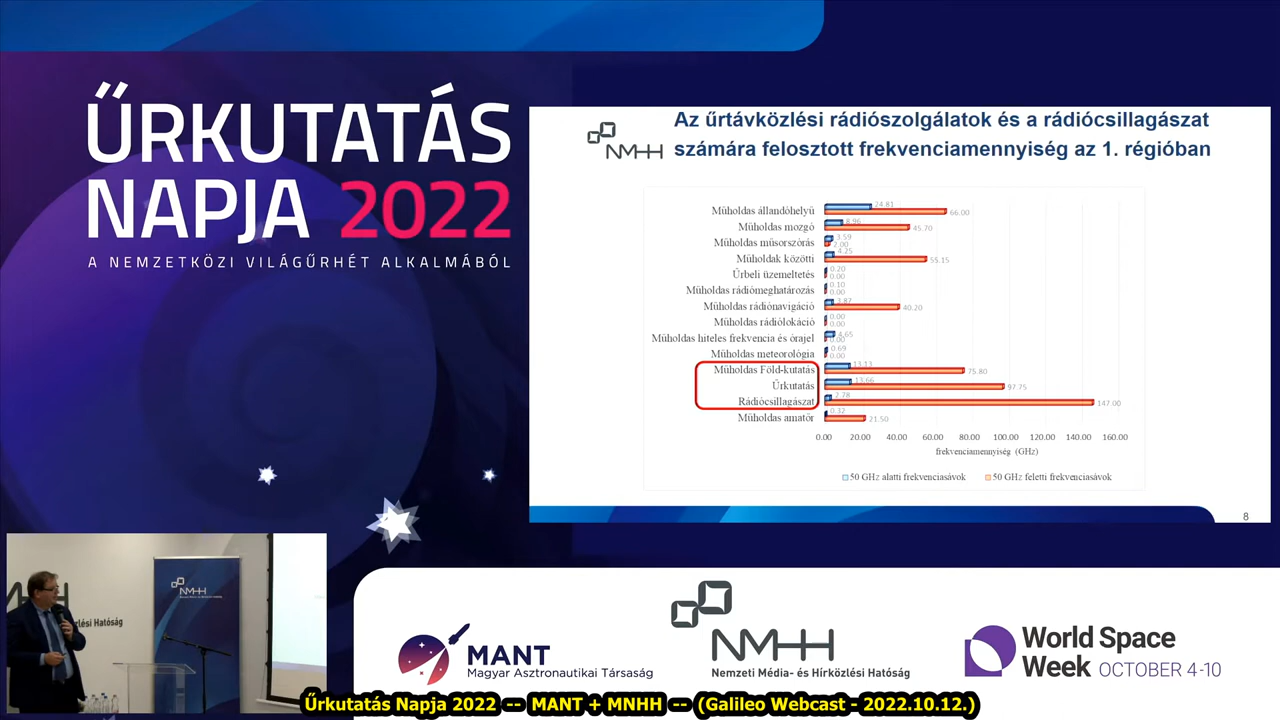 ŰRKUTATÁS
NAPJA 2022
A NEMZETKÖZI VILÁGŰRHÉT ALKALMÁBÓL
NMHH
Az űrtávközlési rádiószolgálatok és a rádiócsillagászat
számára felosztott frekvenciamennyiség az 1. régióban
Műholdas állandóhelyű 24.81 66.00
Műholdas mozgó 8.96 45.70
Műholdas műsorszórás 3.59 2.00
Műholdak közötti 4.25 55.15
Űrbeli üzemeltetés 0.20 0.00
Műholdas rádiómeghatározás 0.10 0.00
Műholdas rádiónavigáció 3.87 40.20
Műholdas rádiólokáció 0.00 0.00
Műholdas hiteles frekvencia és órajel 4.65 0.00
Műholdas meteorológia 0.69 0.00
Műholdas Föld-kutatás 13.13 75.80
Űrkutatás 13.66 97.75
Rádiócsillagászat 2.78 147.00
Műholdas amatőr 0.32 21.50
0.00 20.00 40.00 60.00 80.00 100.00 120.00 140.00 160.00
frekvenciamennyiség (GHz)
50 GHz alatti frekvenciasávok 50 GHz feletti frekvenciasávok
8
NMHH
rlési Hatóság
MANT
Magyar Asztronautikai Társaság
NMHH
Nemzeti Média- és Hírközlési Hatóság
World Space
Week OCTOBER 4-10
Űrkutatás Napja 2022 -- MANT + MNHH -- (Galileo Webcast - 2022.10.12.)